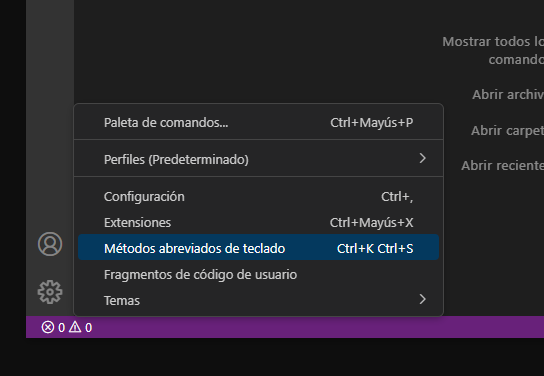 Mostrar todos lo
comando
Abrir archiv
Abrir carpet
Abrir reciente
Paleta de comandos... Ctrl+Mayús+P
Perfiles (Predeterminado)
Configuración Ctrl+,
Extensiones Ctrl+Mayús+X
Métodos abreviados de teclado Ctrl+K Ctrl+S
Fragmentos de código de usuario
Temas
0 0